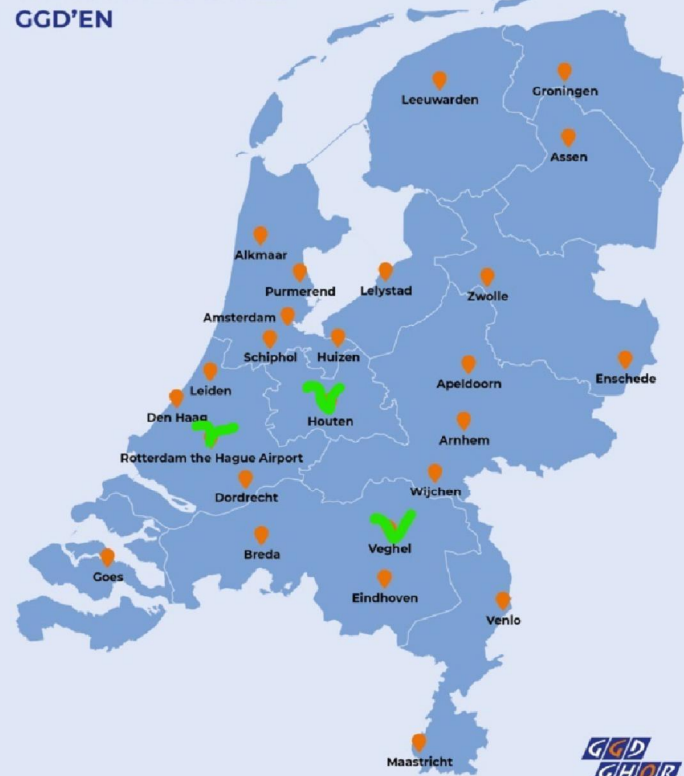 GGD'EN
Leeuwarden
Groningen
Assen
Alkmaar
Purmerend
Lelystad
Zwolle
Amsterdam
Schiphol
Huizen
Leiden
Apeldoorn
Enschede
Den Haag
Houten
Arnhem
Rotterdam the Hague Airport
Wijchen
Dordrecht
Breda
Veghel
Goes
Eindhoven
Venlo
Maastricht
GGD
GHOR